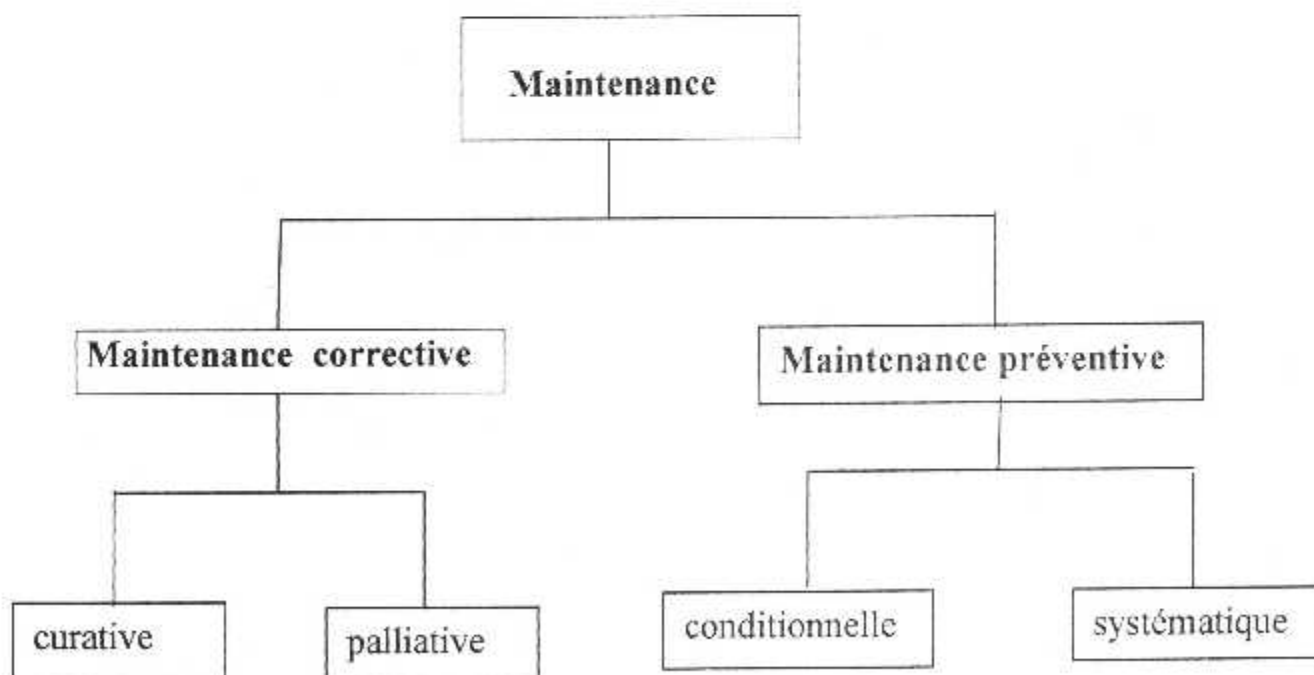 Maintenance
Maintenance corrective
Maintenance préventive
curative
palliative
conditionnelle
systématique